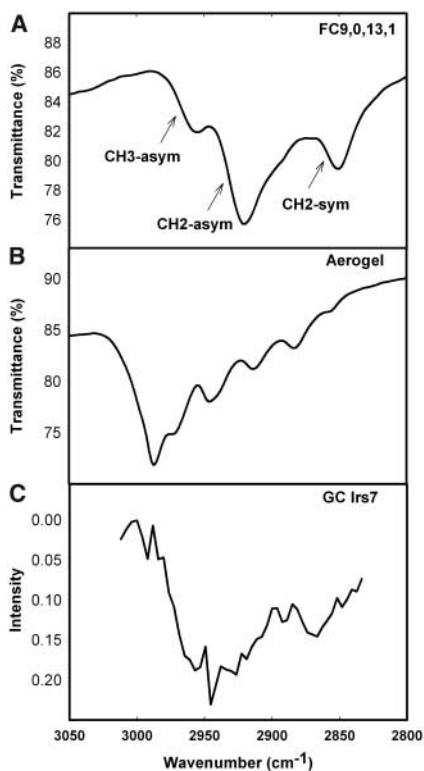 A
FC9,0,13,1
88
86
84
82
80
78
76
Transmittance (%)
CH3-asym
CH2-asym
CH2-sym
B
Aerogel
90
85
80
75
Transmittance (%)
C
GC Irs7
0.00
0.05
0.10
0.15
0.20
Intensity
3050 3000 2950 2900 2850 2800
Wavenumber (cm-1)